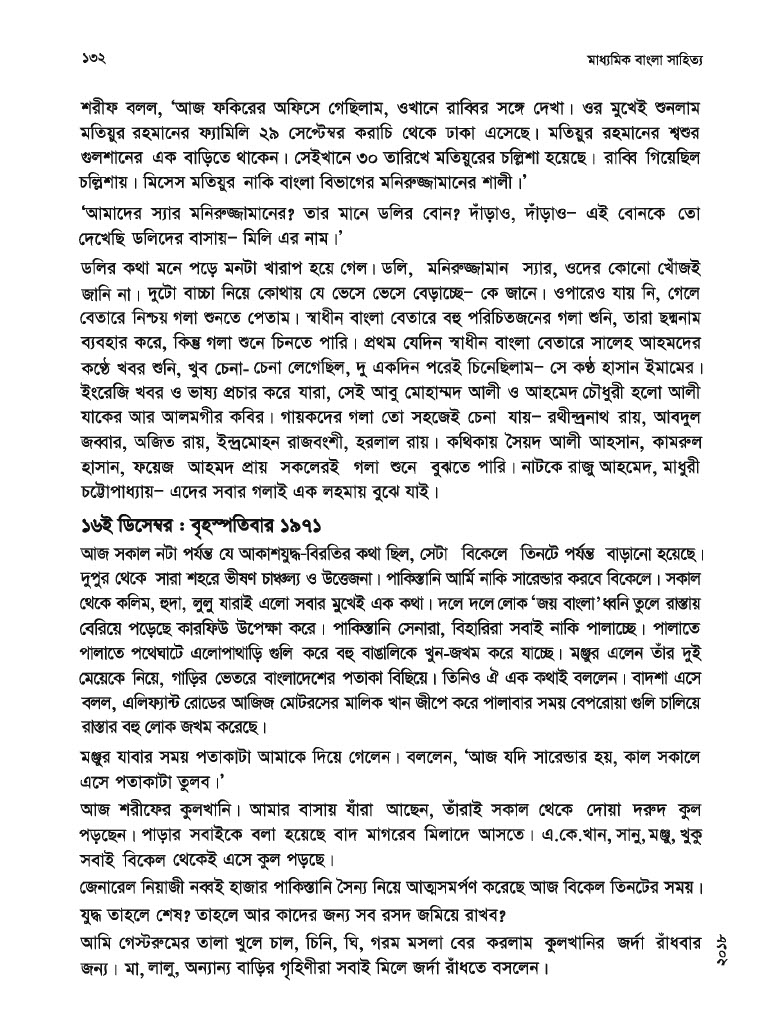 ১৩২
মাধ্যমিক বাংলা সাহিত্য
শরীফ বলল, ‘আজ ফকিরের অফিসে গেছিলাম, ওখানে রাব্বির সঙ্গে দেখা। ওর মুখেই শুনলাম
মতিয়ুর রহমানের ফ্যামিলি ২৯ সেপ্টেম্বর করাচি থেকে ঢাকা এসেছে। মতিয়ুর রহমানের শ্বশুর
গুলশানের এক বাড়িতে থাকেন। সেইখানে ৩০ তারিখে মতিয়ুরের চল্লিশা হয়েছে। রাব্বি গিয়েছিল
চল্লিশায়। মিসেস মতিয়ুর নাকি বাংলা বিভাগের মনিরুজ্জামানের শালী।’
‘আমাদের স্যার মনিরুজ্জামানের? তার মানে ডলির বোন? দাঁড়াও, দাঁড়াও– এই বোনকে তো
দেখেছি ডলিদের বাসায়– মিলি এর নাম।’
ডলির কথা মনে পড়ে মনটা খারাপ হয়ে গেল। ডলি, মনিরুজ্জামান স্যার, ওদের কোনো খোঁজই
জানি না। দুটো বাচ্চা নিয়ে কোথায় যে ভেসে ভেসে বেড়াচ্ছে– কে জানে। ওপারেও যায় নি, গেলে
বেতারে নিশ্চয় গলা শুনতে পেতাম। স্বাধীন বাংলা বেতারে বহু পরিচিতজনের গলা শুনি, তারা ছদ্মনাম
ব্যবহার করে, কিন্তু গলা শুনে চিনতে পারি। প্রথম যেদিন স্বাধীন বাংলা বেতারে সালেহ আহমদের
কণ্ঠে খবর শুনি, খুব চেনা- চেনা লেগেছিল, দু একদিন পরেই চিনেছিলাম– সে কণ্ঠ হাসান ইমামের।
ইংরেজি খবর ও ভাষ্য প্রচার করে যারা, সেই আবু মোহাম্মদ আলী ও আহমেদ চৌধুরী হলো আলী
যাকের আর আলমগীর কবির। গায়কদের গলা তো সহজেই চেনা যায়– রথীন্দ্রনাথ রায়, আবদুল
জব্বার, অজিত রায়, ইন্দ্রমোহন রাজবংশী, হরলাল রায়। কথিকায় সৈয়দ আলী আহসান, কামরুল
হাসান, ফয়েজ আহমদ প্রায় সকলেরই গলা শুনে বুঝতে পারি। নাটকে রাজু আহমেদ, মাধুরী
চট্টোপাধ্যায়– এদের সবার গলাই এক লহমায় বুঝে যাই।
১৬ই ডিসেম্বর : বৃহস্পতিবার ১৯৭১
আজ সকাল নটা পর্যন্ত যে আকাশযুদ্ধ-বিরতির কথা ছিল, সেটা বিকেলে তিনটে পর্যন্ত বাড়ানো হয়েছে।
দুপুর থেকে সারা শহরে ভীষণ চাঞ্চল্য ও উত্তেজনা। পাকিস্তানি আর্মি নাকি সারেন্ডার করবে বিকেলে। সকাল
থেকে কলিম, হুদা, লুলু যারাই এলো সবার মুখেই এক কথা। দলে দলে লোক ‘জয় বাংলা’ ধ্বনি তুলে রাস্তায়
বেরিয়ে পড়েছে কারফিউ উপেক্ষা করে। পাকিস্তানি সেনারা, বিহারিরা সবাই নাকি পালাচ্ছে। পালাতে
পালাতে পথেঘাটে এলোপাথাড়ি গুলি করে বহু বাঙালিকে খুন-জখম করে যাচ্ছে। মঞ্জুর এলেন তাঁর দুই
মেয়েকে নিয়ে, গাড়ির ভেতরে বাংলাদেশের পতাকা বিছিয়ে। তিনিও ঐ এক কথাই বললেন। বাদশা এসে
বলল, এলিফ্যান্ট রোডের আজিজ মোটরসের মালিক খান জীপে করে পালাবার সময় বেপরোয়া গুলি চালিয়ে
রাস্তার বহু লোক জখম করেছে।
মঞ্জুর যাবার সময় পতাকাটা আমাকে দিয়ে গেলেন। বললেন, ‘আজ যদি সারেন্ডার হয়, কাল সকালে
এসে পতাকাটা তুলব।’
আজ শরীফের কুলখানি। আমার বাসায় যাঁরা আছেন, তাঁরাই সকাল থেকে দোয়া দরুদ কুল
পড়ছেন। পাড়ার সবাইকে বলা হয়েছে বাদ মাগরেব মিলাদে আসতে। এ.কে.খান, সানু, মঞ্জু, খুকু
সবাই বিকেল থেকেই এসে কুল পড়ছে।
জেনারেল নিয়াজী নব্বই হাজার পাকিস্তানি সৈন্য নিয়ে আত্মসমর্পণ করেছে আজ বিকেল তিনটের সময়।
যুদ্ধ তাহলে শেষ? তাহলে আর কাদের জন্য সব রসদ জমিয়ে রাখব?
আমি গেস্টরুমের তালা খুলে চাল, চিনি, ঘি, গরম মসলা বের করলাম কুলখানির জর্দা রাঁধবার
জন্য। মা, লালু, অন্যান্য বাড়ির গৃহিণীরা সবাই মিলে জর্দা রাঁধতে বসলেন।
২০১৮